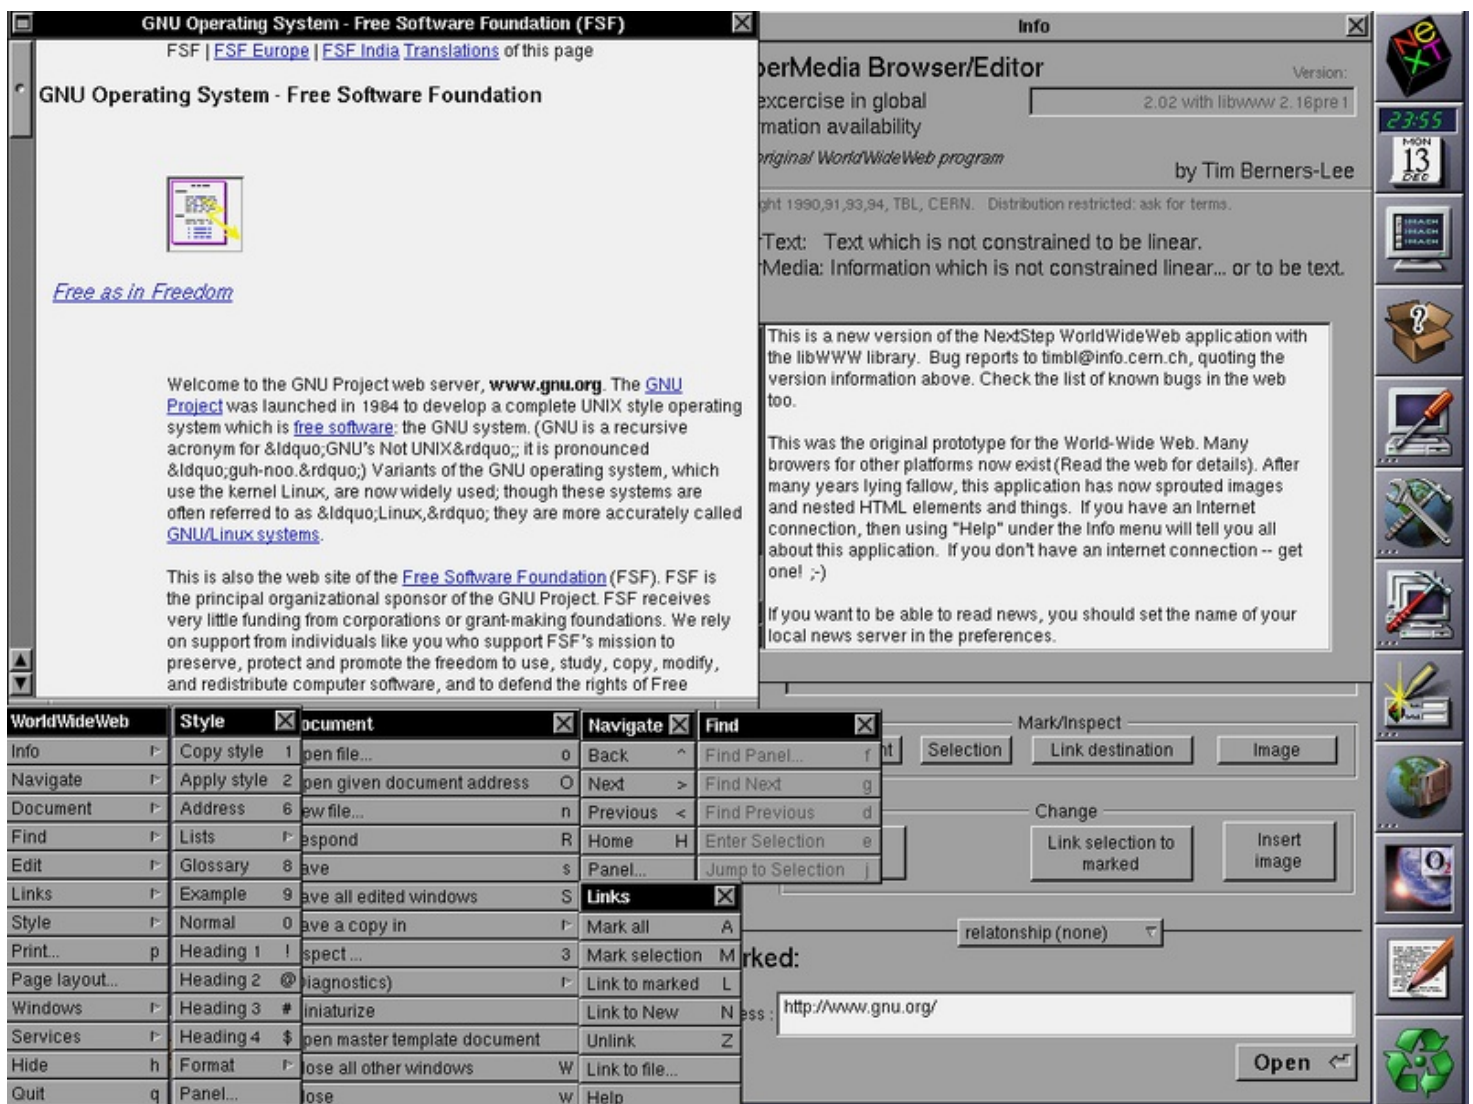 GNU Operating System - Free Software Foundation (FSF)
FSF | FSF Europe | FSF India Translations of this page
GNU Operating System - Free Software Foundation
Free as in Freedom
Welcome to the GNU Project web server, www.gnu.org. The GNU
Project was launched in 1984 to develop a complete UNIX style operating
system which is free software: the GNU system. (GNU is a recursive
acronym for &ldquo;GNU's Not UNIX&rdquo;; it is pronounced
&ldquo;guh-noo.&rdquo;) Variants of the GNU operating system, which
use the kernel Linux, are now widely used; though these systems are
often referred to as &ldquo;Linux,&rdquo; they are more accurately called
GNU/Linux systems.
This is also the web site of the Free Software Foundation (FSF). FSF is
the principal organizational sponsor of the GNU Project. FSF receives
very little funding from corporations or grant-making foundations. We rely
on support from individuals like you who support FSF's mission to
preserve, protect and promote the freedom to use, study, copy, modify,
and redistribute computer software, and to defend the rights of Free
Info
perMedia Browser/Editor
Version:
excercise in global
2.02 with libwww 2.16pre1
mation availability
original WorldWideWeb program
by Tim Berners-Lee
ght 1990,91,93,94, TBL, CERN. Distribution restricted: ask for terms.
rText: Text which is not constrained to be linear.
rMedia: Information which is not constrained linear... or to be text.
This is a new version of the NextStep WorldWideWeb application with
the libWWW library. Bug reports to timbl@info.cern.ch, quoting the
version information above. Check the list of known bugs in the web
too.
This was the original prototype for the World-Wide Web. Many
browers for other platforms now exist (Read the web for details). After
many years lying fallow, this application has now sprouted images
and nested HTML elements and things. If you have an Internet
connection, then using "Help" under the Info menu will tell you all
about this application. If you don't have an internet connection -- get
one! ;-)
If you want to be able to read news, you should set the name of your
local news server in the preferences.
NeXT
23:55
MON
13
DEC
WorldWideWeb
Info
Navigate
Document
Find
Edit
Links
Style
Print... p
Page layout...
Windows
Services
Hide h
Quit q
Style
Copy style 1
Apply style 2
Address 6
Lists
Glossary 8
Example 9
Normal 0
Heading 1 !
Heading 2 @
Heading 3 #
Heading 4 $
Format
Panel...
ocument
pen file... o
pen given document address O
ew file... n
espond R
ave s
ave all edited windows S
ave a copy in
spect ... 3
iagnostics)
iniaturize
pen master template document
lose all other windows W
lose w
Navigate
Back ^
Next >
Previous <
Home H
Panel...
Find
Find Panel... f
Find Next g
Find Previous d
Enter Selection e
Jump to Selection j
Links
Mark all A
Mark selection M
Link to marked L
Link to New N
Unlink Z
Link to file...
Help
Mark/Inspect
nt
Selection
Link destination
Image
Change
Link selection to
marked
Insert
image
relatonship (none)
rked:
ess :
http://www.gnu.org/
Open
O2